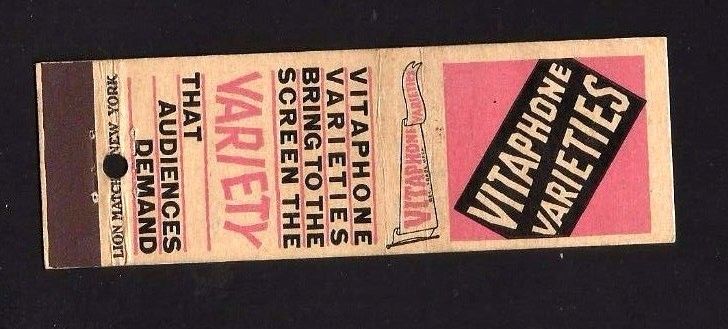 VITAPHONE
VARIETIES
VITAPHONE VARIETIES
VITAPHONE
VARIETIES
BRING TO THE
SCREEN THE
VARIETY
THAT
AUDIENCES
DEMAND
LION MATCH NEW YORK